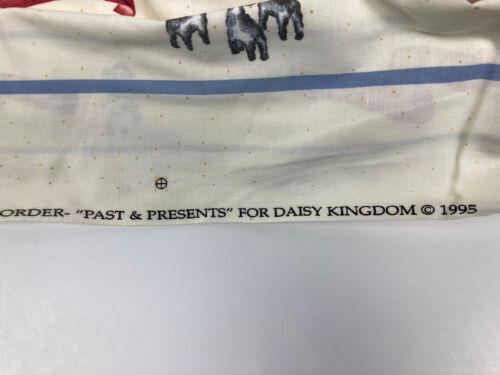 ORDER- "PAST & PRESENTS" FOR DAISY KINGDOM © 1995